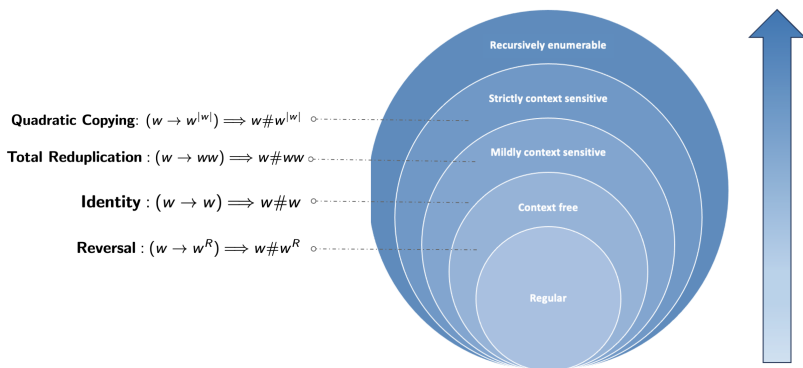 Recursively enumerable
Strictly context sensitive
Quadratic Copying: (w → w^{|w|}) ⟹ w#w^{|w|}
Mildly context sensitive
Total Reduplication : (w → ww) ⟹ w#ww
Identity : (w → w) ⟹ w#w
Context free
Reversal : (w → w^R) ⟹ w#w^R
Regular